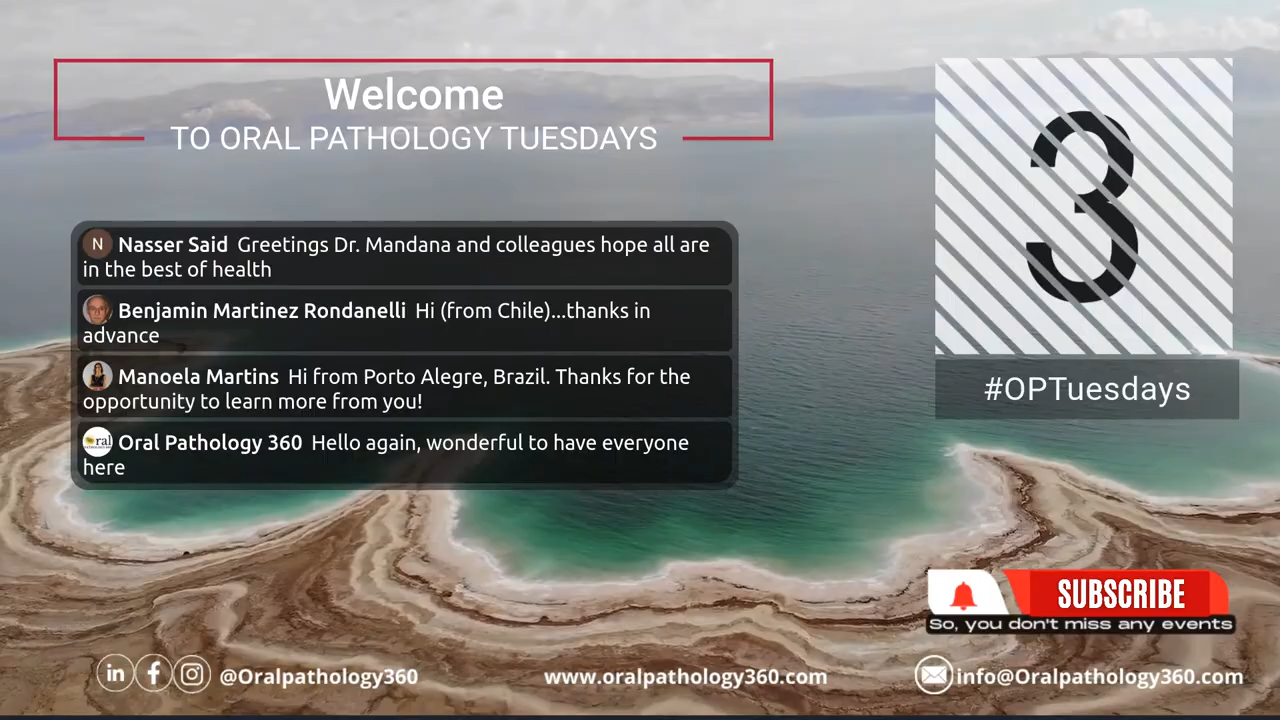 Welcome
TO ORAL PATHOLOGY TUESDAYS
3
#OPTuesdays
N Nasser Said Greetings Dr. Mandana and colleagues hope all are
in the best of health
Benjamin Martinez Rondanelli Hi (from Chile)...thanks in
advance
Manoela Martins Hi from Porto Alegre, Brazil. Thanks for the
opportunity to learn more from you!
Oral Pathology 360 Hello again, wonderful to have everyone
here
SUBSCRIBE
So, you don't miss any events
in f @Oralpathology360
www.oralpathology360.com
info@Oralpathology360.com